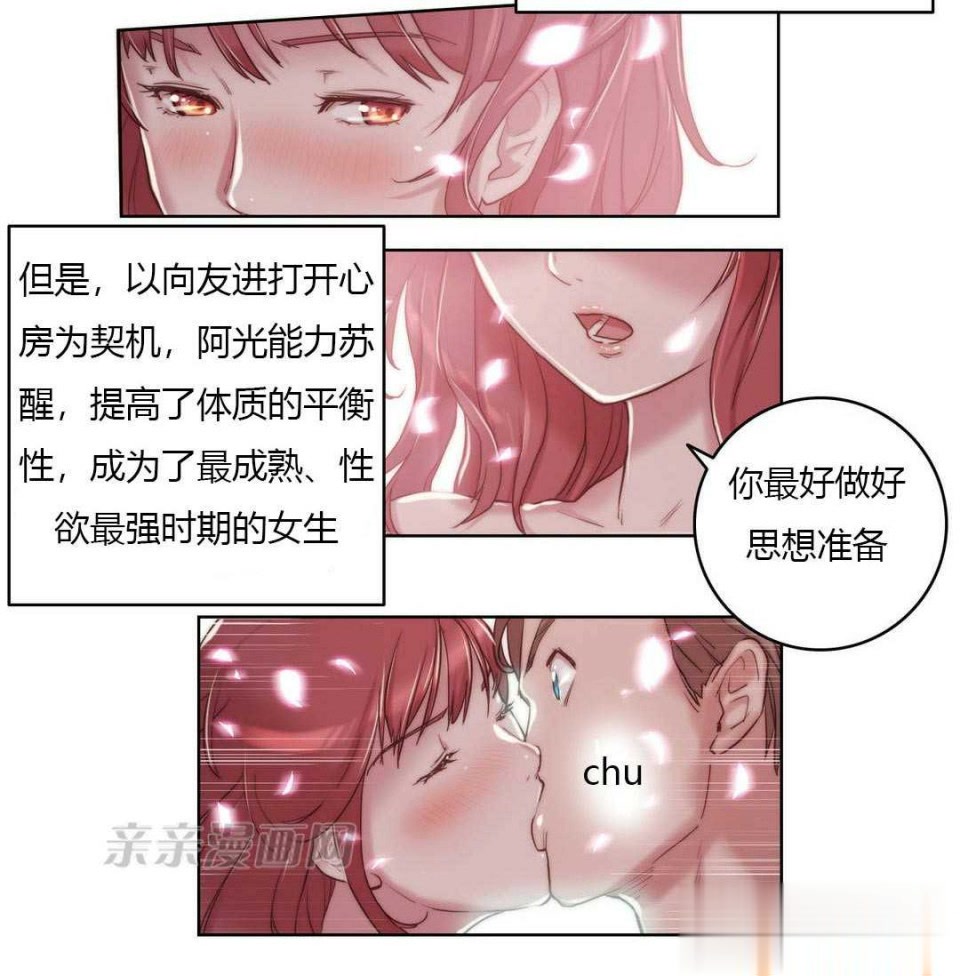 但是，以向友进打开心
房为契机，阿光能力苏
醒，提高了体质的平衡
性，成为了最成熟、性
欲最强时期的女生
你最好做好
思想准备
chu
亲亲漫画网